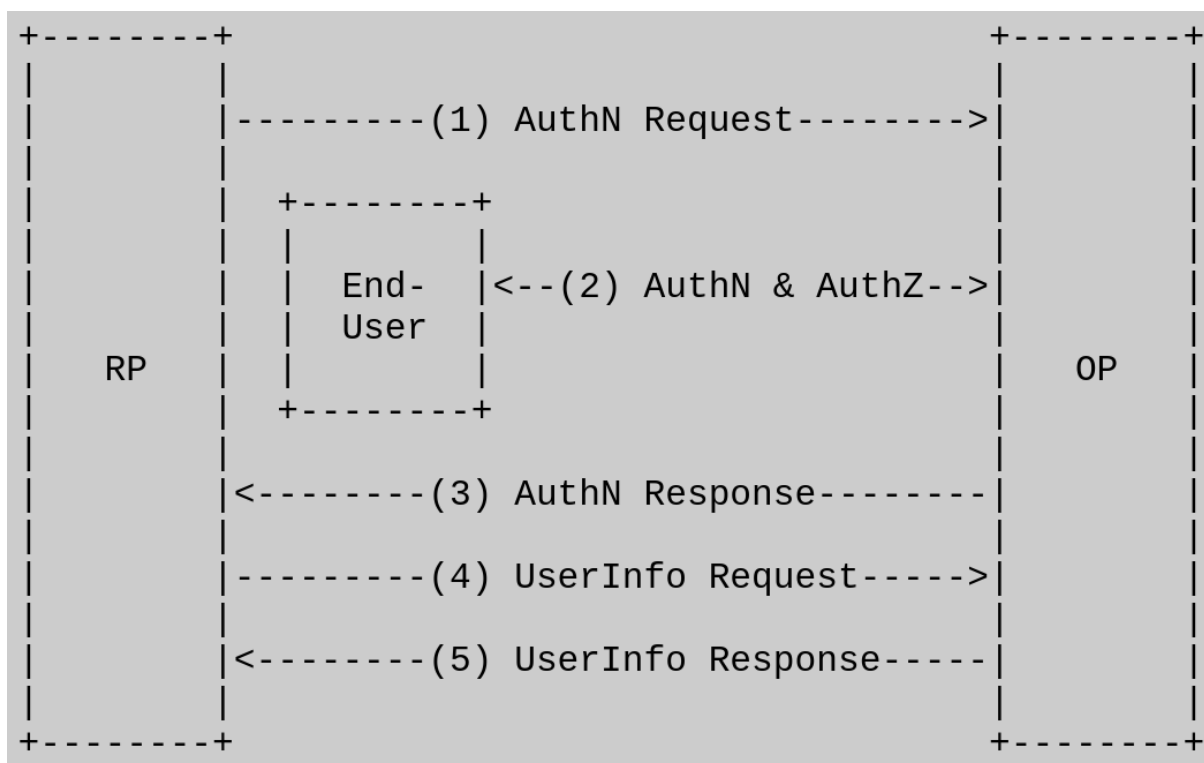 +--------+                                   +--------+
|        |                                   |        |
|        |---------(1) AuthN Request-------->|        |
|        |                                   |        |
|        |  +--------+                       |        |
|        |  |        |                       |        |
|        |  |  End-  |<--(2) AuthN & AuthZ-->|        |
|        |  |  User  |                       |        |
|   RP   |  |        |                       |   OP   |
|        |  +--------+                       |        |
|        |                                   |        |
|        |<--------(3) AuthN Response--------|        |
|        |                                   |        |
|        |---------(4) UserInfo Request----->|        |
|        |                                   |        |
|        |<--------(5) UserInfo Response-----|        |
|        |                                   |        |
+--------+                                   +--------+